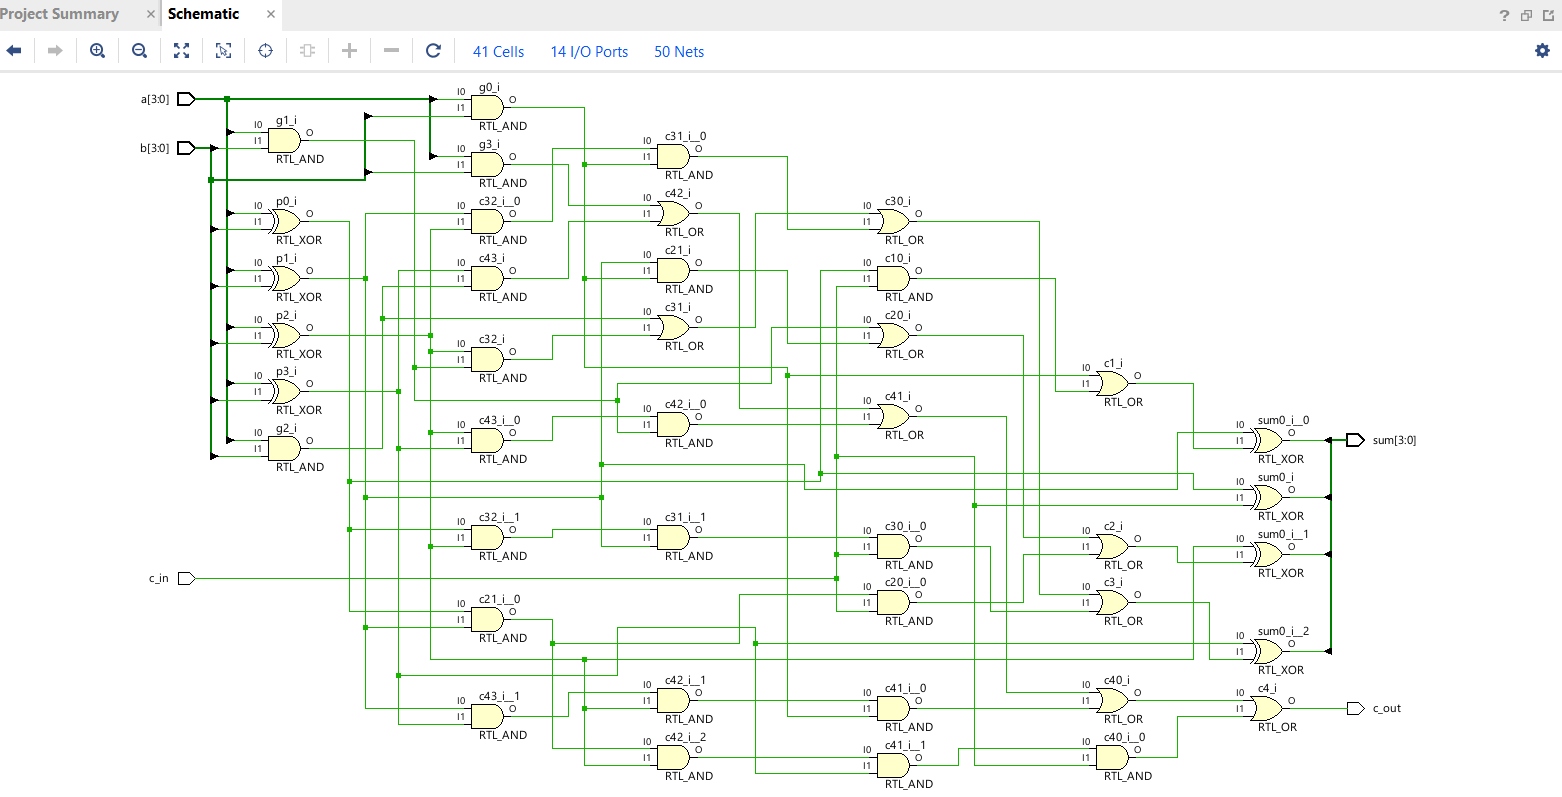 Project Summary × Schematic ×
?
41 Cells 14 I/O Ports 50 Nets
a[3:0]
b[3:0]
c_in
I0 g1_i O
I1
RTL_AND
I0 p0_i O
I1
RTL_XOR
I0 p1_i O
I1
RTL_XOR
I0 p2_i O
I1
RTL_XOR
I0 p3_i O
I1
RTL_XOR
I0 g2_i O
I1
RTL_AND
I0 g0_i O
I1
RTL_AND
I0 g3_i O
I1
RTL_AND
I0 c32_i__0 O
I1
RTL_AND
I0 c43_i O
I1
RTL_AND
I0 c32_i O
I1
RTL_AND
I0 c43_i__0 O
I1
RTL_AND
I0 c32_i__1 O
I1
RTL_AND
I0 c21_i__0 O
I1
RTL_AND
I0 c43_i__1 O
I1
RTL_AND
I0 c31_i__0 O
I1
RTL_AND
I0 c42_i O
I1
RTL_OR
I0 c21_i O
I1
RTL_AND
I0 c31_i O
I1
RTL_OR
I0 c42_i__0 O
I1
RTL_AND
I0 c31_i__1 O
I1
RTL_AND
I0 c42_i__1 O
I1
RTL_AND
I0 c42_i__2 O
I1
RTL_AND
I0 c30_i O
I1
RTL_OR
I0 c10_i O
I1
RTL_AND
I0 c20_i O
I1
RTL_OR
I0 c41_i O
I1
RTL_OR
I0 c30_i__0 O
I1
RTL_AND
I0 c20_i__0 O
I1
RTL_AND
I0 c41_i__0 O
I1
RTL_AND
I0 c41_i__1 O
I1
RTL_AND
I0 c1_i O
I1
RTL_OR
I0 c2_i O
I1
RTL_OR
I0 c3_i O
I1
RTL_OR
I0 c40_i O
I1
RTL_OR
I0 c40_i__0 O
I1
RTL_AND
I0 sum0_i__0 O
I1
RTL_XOR
I0 sum0_i O
I1
RTL_XOR
I0 sum0_i__1 O
I1
RTL_XOR
I0 sum0_i__2 O
I1
RTL_XOR
I0 c4_i O
I1
RTL_OR
sum[3:0]
c_out